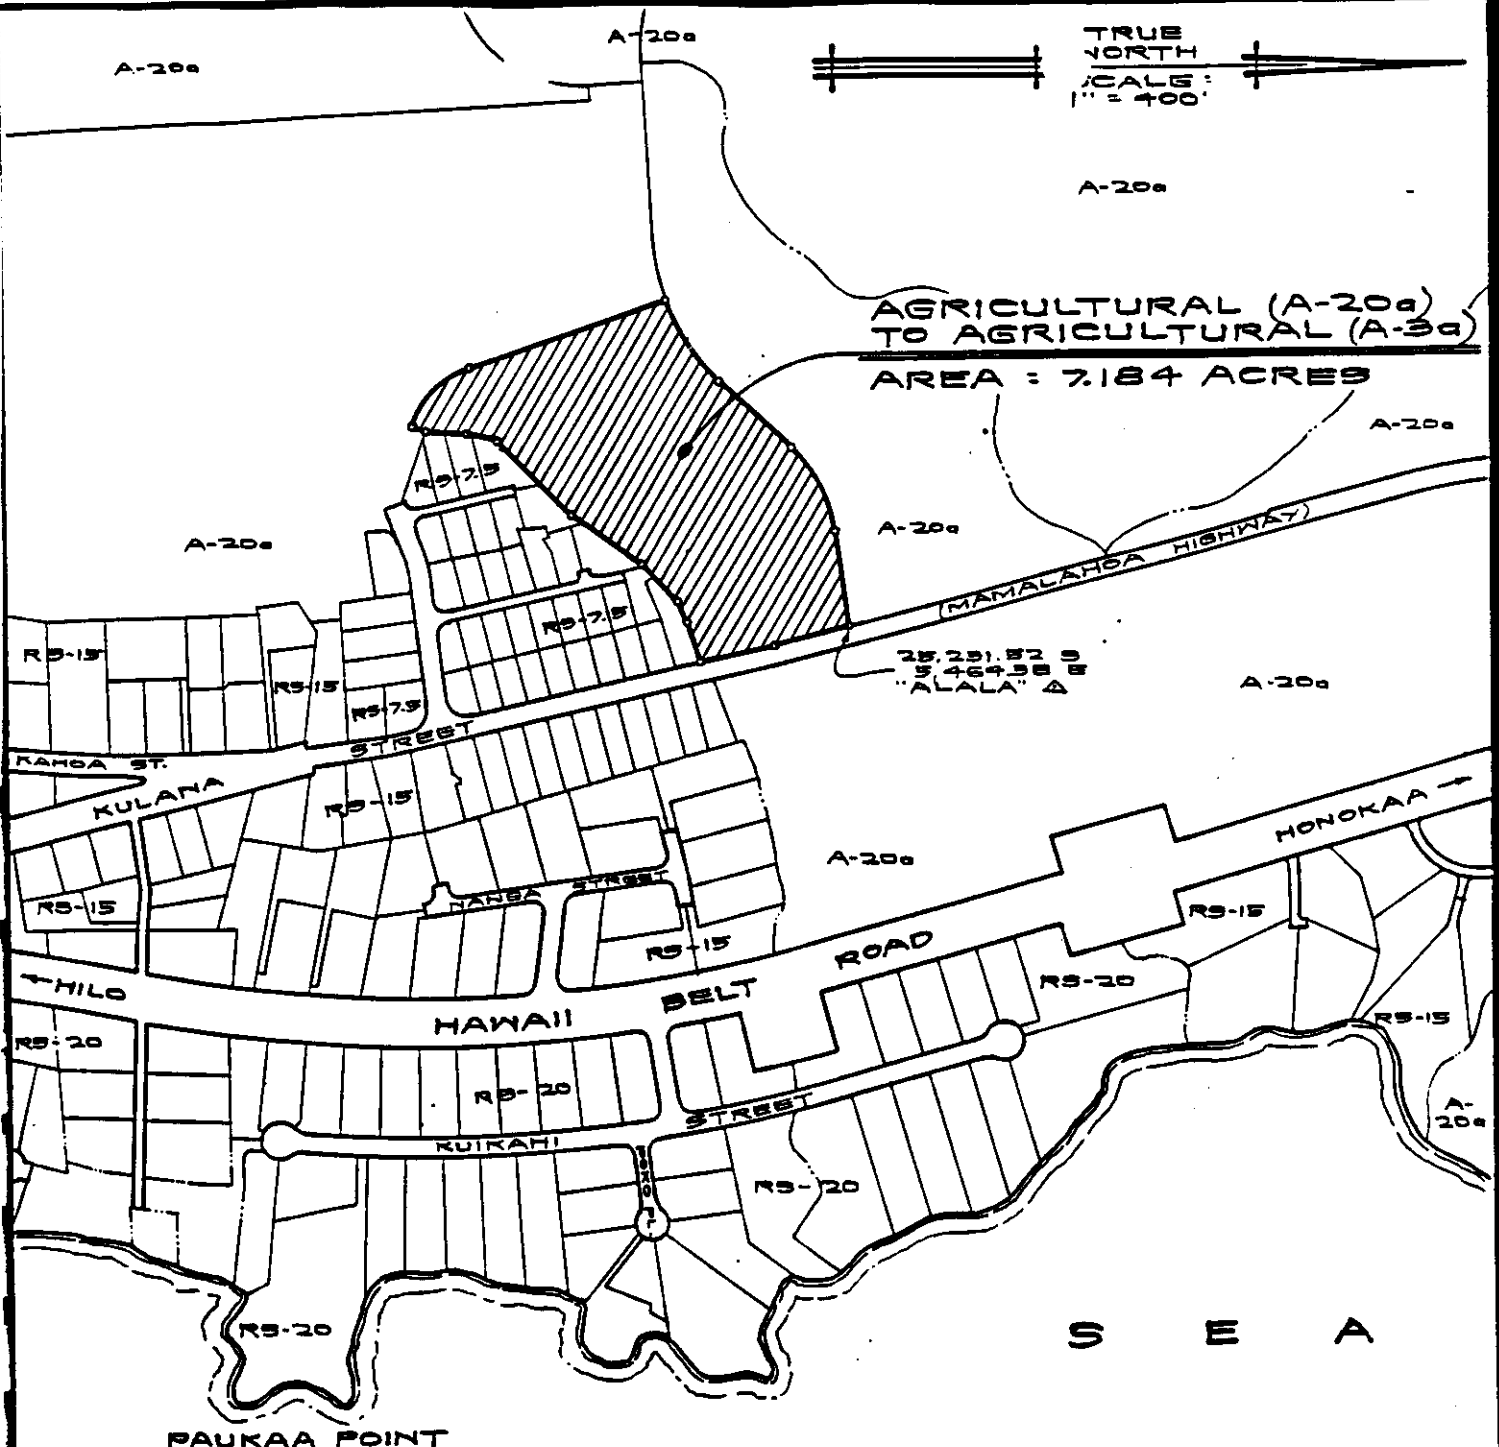 A-20a
A-20a
TRUE
NORTH
SCALE :
1" = 400'
A-20a
AGRICULTURAL (A-20a)
TO AGRICULTURAL (A-3a)
AREA : 7.184 ACRES
A-20a
RS-7.5
A-20a
A-20a
(MAMALAHOA HIGHWAY)
RS-7.5
RS-15
25,231.52 S
5,464.38 E
"ALALA" △
A-20a
RS-15
RS-7.5
STREET
KAHOA ST.
KULANA
RS-15
HONOKAA →
A-20a
NANEA STREET
RS-15
RS-15
RS-15
ROAD
← HILO
BELT
RS-20
HAWAII
RS-15
RS-20
RS-20
STREET
A-
20a
KUIKAHI
RS-20
S E A
RS-20
PAUKAA POINT